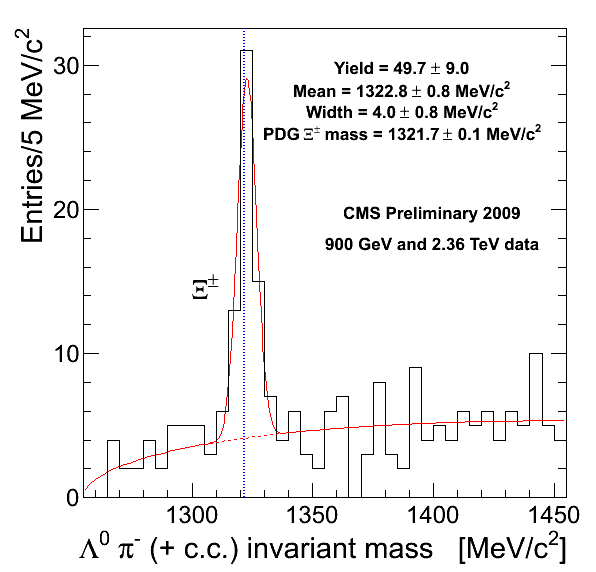 Entries/5 MeV/c²
30
20
10
0
Yield = 49.7 ± 9.0
Mean = 1322.8 ± 0.8 MeV/c²
Width = 4.0 ± 0.8 MeV/c²
PDG Ξ± mass = 1321.7 ± 0.1 MeV/c²
CMS Preliminary 2009
900 GeV and 2.36 TeV data
Ξ±
1300 1350 1400 1450
Λ⁰ π⁻ (+ c.c.) invariant mass [MeV/c²]